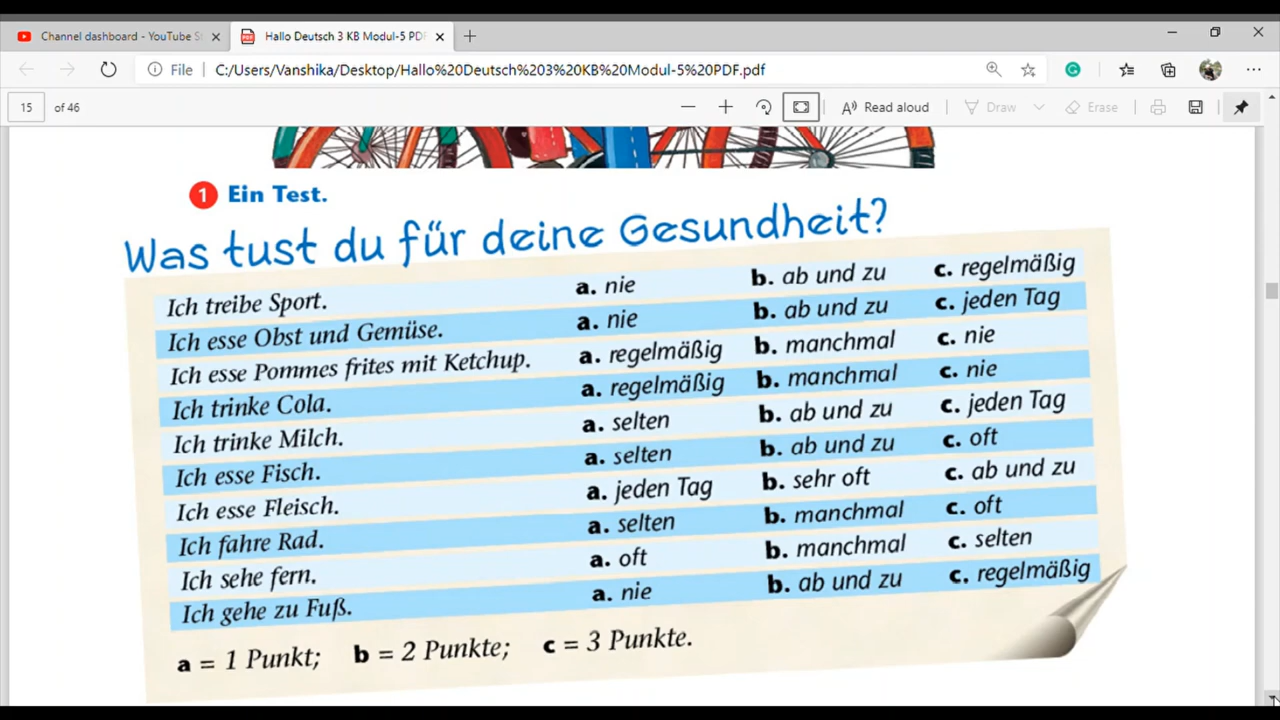 Channel dashboard - YouTube S
Hallo Deutsch 3 KB Modul-5 PDF
File C:/Users/Vanshika/Desktop/Hallo%20Deutsch%203%20KB%20Modul-5%20PDF.pdf
15 of 46 Read aloud Draw Erase
1 Ein Test.
Was tust du für deine Gesundheit?
Ich treibe Sport. a. nie b. ab und zu c. regelmäßig
Ich esse Obst und Gemüse. a. nie b. ab und zu c. jeden Tag
Ich esse Pommes frites mit Ketchup. a. regelmäßig b. manchmal c. nie
Ich trinke Cola. a. regelmäßig b. manchmal c. nie
Ich trinke Milch. a. selten b. ab und zu c. jeden Tag
Ich esse Fisch. a. selten b. ab und zu c. oft
Ich esse Fleisch. a. jeden Tag b. sehr oft c. ab und zu
Ich fahre Rad. a. selten b. manchmal c. oft
Ich sehe fern. a. oft b. manchmal c. selten
Ich gehe zu Fuß. a. nie b. ab und zu c. regelmäßig
a = 1 Punkt; b = 2 Punkte; c = 3 Punkte.